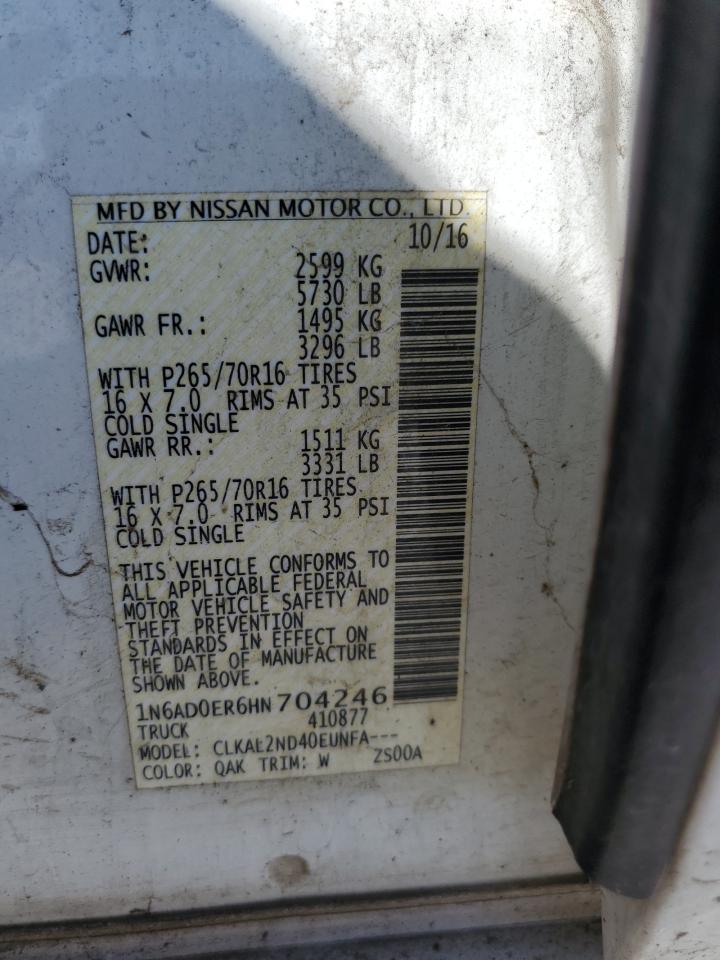 MFD BY NISSAN MOTOR CO., LTD.
DATE: 10/16
GVWR: 2599 KG
5730 LB
GAWR FR.: 1495 KG
3296 LB
WITH P265/70R16 TIRES
16 X 7.0 RIMS AT 35 PSI
COLD SINGLE
GAWR RR.: 1511 KG
3331 LB
WITH P265/70R16 TIRES
16 X 7.0 RIMS AT 35 PSI
COLD SINGLE
THIS VEHICLE CONFORMS TO
ALL APPLICABLE FEDERAL
MOTOR VEHICLE SAFETY AND
THEFT PREVENTION
STANDARDS IN EFFECT ON
THE DATE OF MANUFACTURE
SHOWN ABOVE.
1N6AD0ER6HN704246
TRUCK 410877
MODEL: CLKAL2ND40EUNFA---
COLOR: QAK TRIM: W ZS00A